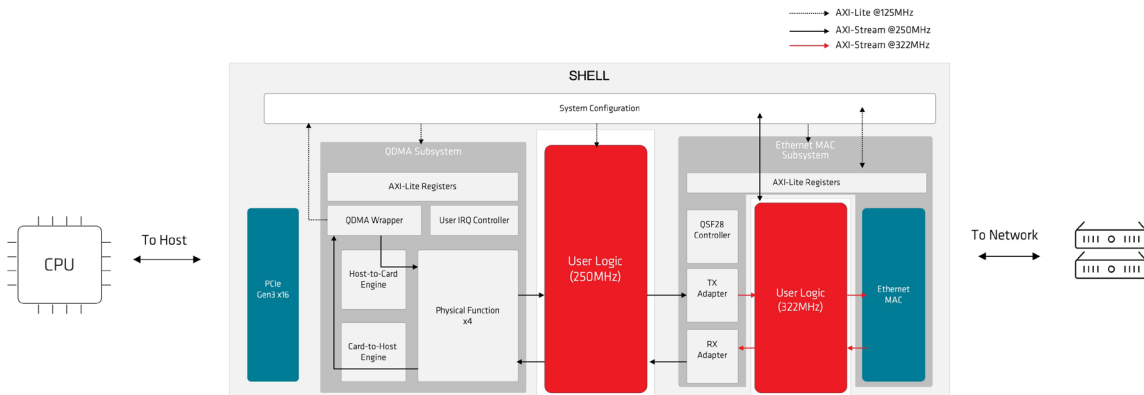 AXI-Lite @125MHz
AXI-Stream @250MHz
AXI-Stream @322MHz
SHELL
System Configuration
QDMA Subsystem
Ethernet MAC
Subsystem
AXI-Lite Registers
AXI-Lite Registers
QDMA Wrapper
User IRQ Controller
QSF28
Controller
To Host
To Network
CPU
PCIe
Gen3 x16
Host-to-Card
Engine
Physical Function
x4
Card-to-Host
Engine
User Logic
(250MHz)
TX
Adapter
RX
Adapter
User Logic
(322MHz)
Ethernet
MAC